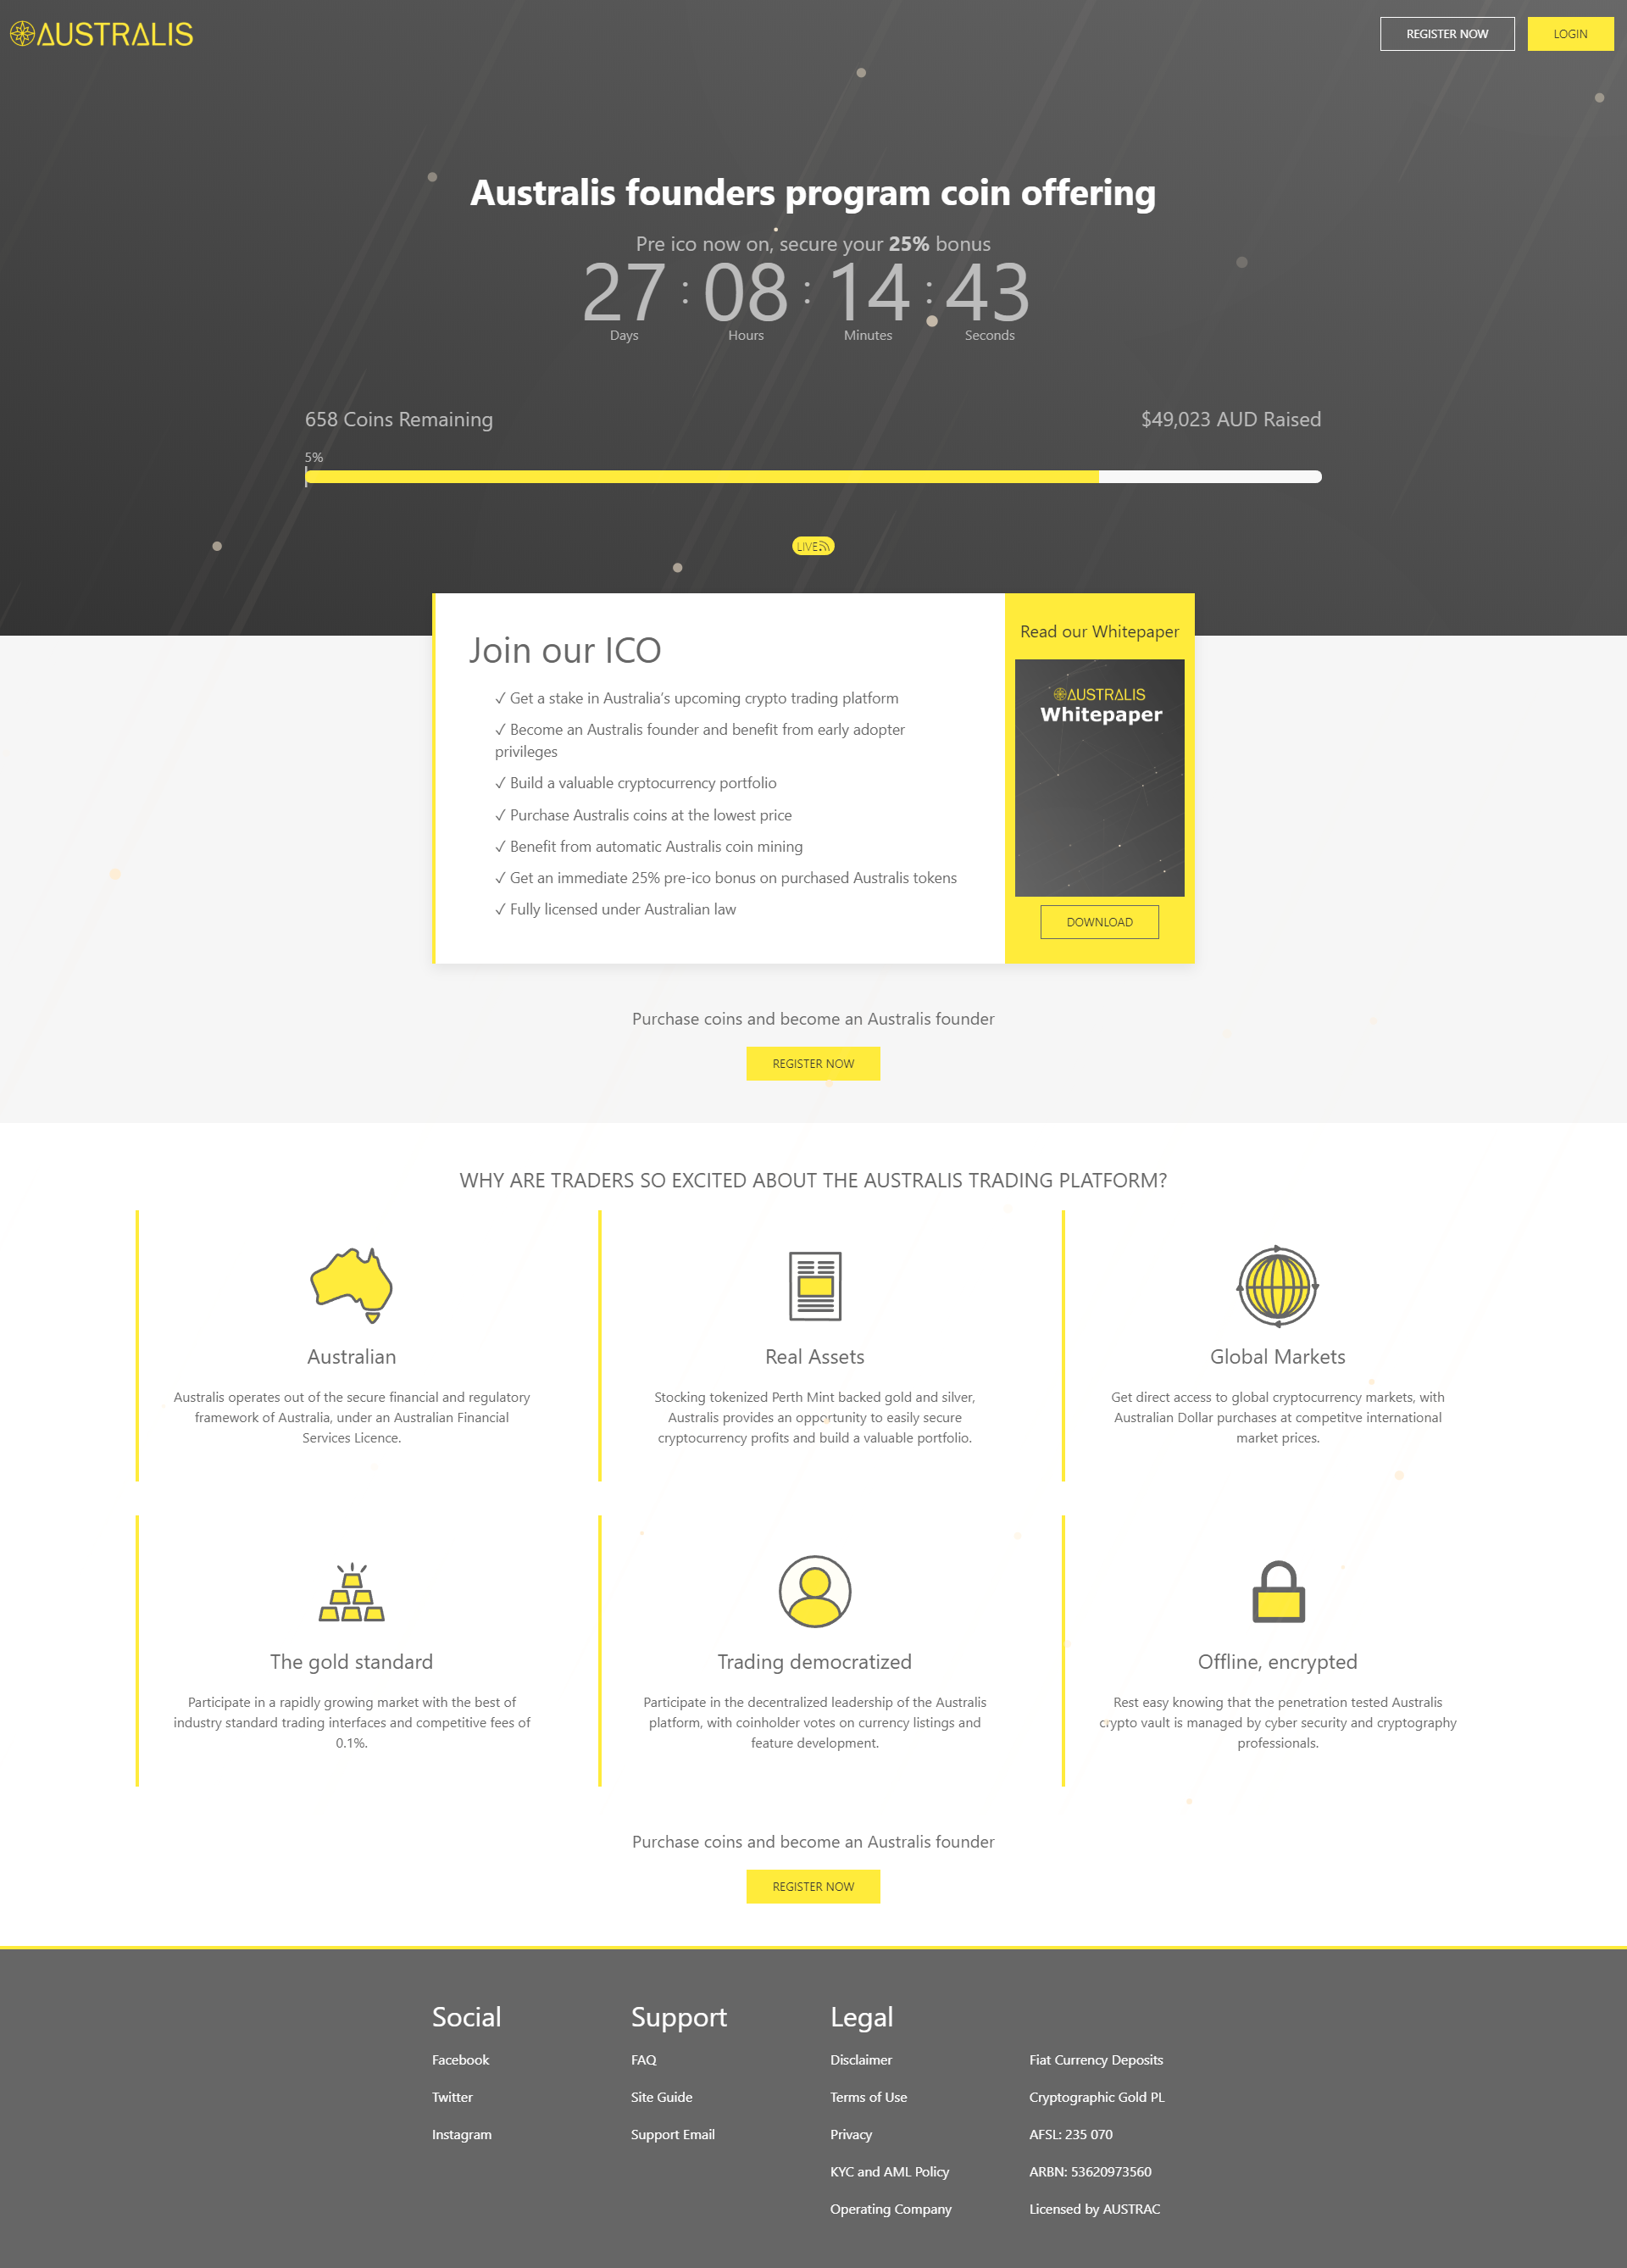 AUSTRALIS
REGISTER NOW
LOGIN
Australis founders program coin offering
Pre ico now on, secure your 25% bonus
27 : 08 : 14 : 43
Days Hours Minutes Seconds
658 Coins Remaining
$49,023 AUD Raised
5%
LIVE
Join our ICO
✓ Get a stake in Australia's upcoming crypto trading platform
✓ Become an Australis founder and benefit from early adopter
privileges
✓ Build a valuable cryptocurrency portfolio
✓ Purchase Australis coins at the lowest price
✓ Benefit from automatic Australis coin mining
✓ Get an immediate 25% pre-ico bonus on purchased Australis tokens
✓ Fully licensed under Australian law
Read our Whitepaper
AUSTRALIS
Whitepaper
DOWNLOAD
Purchase coins and become an Australis founder
REGISTER NOW
WHY ARE TRADERS SO EXCITED ABOUT THE AUSTRALIS TRADING PLATFORM?
Australian
Australis operates out of the secure financial and regulatory
framework of Australia, under an Australian Financial
Services Licence.
Real Assets
Stocking tokenized Perth Mint backed gold and silver,
Australis provides an opportunity to easily secure
cryptocurrency profits and build a valuable portfolio.
Global Markets
Get direct access to global cryptocurrency markets, with
Australian Dollar purchases at competitve international
market prices.
The gold standard
Participate in a rapidly growing market with the best of
industry standard trading interfaces and competitive fees of
0.1%.
Trading democratized
Participate in the decentralized leadership of the Australis
platform, with coinholder votes on currency listings and
feature development.
Offline, encrypted
Rest easy knowing that the penetration tested Australis
crypto vault is managed by cyber security and cryptography
professionals.
Purchase coins and become an Australis founder
REGISTER NOW
Social
Facebook
Twitter
Instagram
Support
FAQ
Site Guide
Support Email
Legal
Disclaimer
Terms of Use
Privacy
KYC and AML Policy
Operating Company
Fiat Currency Deposits
Cryptographic Gold PL
AFSL: 235 070
ARBN: 53620973560
Licensed by AUSTRAC